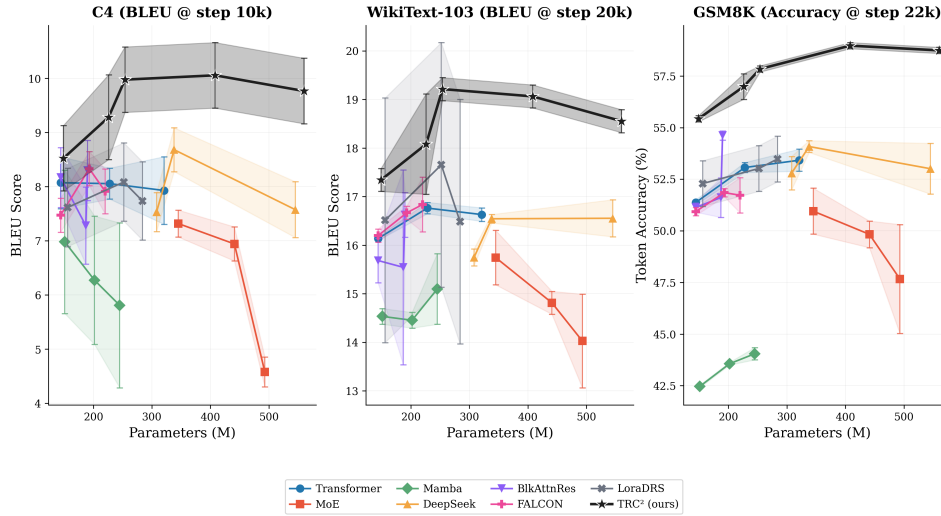 C4 (BLEU @ step 10k)
WikiText-103 (BLEU @ step 20k)
GSM8K (Accuracy @ step 22k)
BLEU Score
10
9
8
7
6
5
4
200
300
400
500
Parameters (M)
BLEU Score
20
19
18
17
16
15
14
13
200
300
400
500
Parameters (M)
Token Accuracy (%)
57.5
55.0
52.5
50.0
47.5
45.0
42.5
200
300
400
500
Parameters (M)
Transformer
MoE
Mamba
DeepSeek
BlkAttnRes
FALCON
LoraDRS
TRC² (ours)